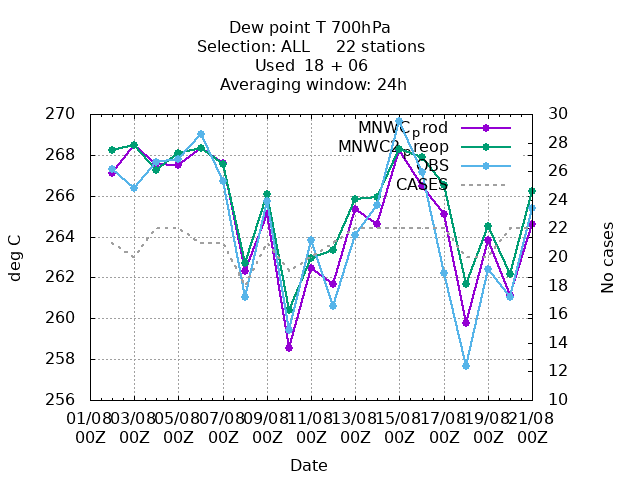 Dew point T 700hPa
Selection: ALL 22 stations
Used 18 + 06
Averaging window: 24h
270
268
266
264
262
260
258
256
deg C
30
28
26
24
22
20
18
16
14
12
10
No cases
MNWC_prod
MNWC2_preop
OBS
CASES
01/08 03/08 05/08 07/08 09/08 11/08 13/08 15/08 17/08 19/08 21/08
00Z 00Z 00Z 00Z 00Z 00Z 00Z 00Z 00Z 00Z 00Z
Date